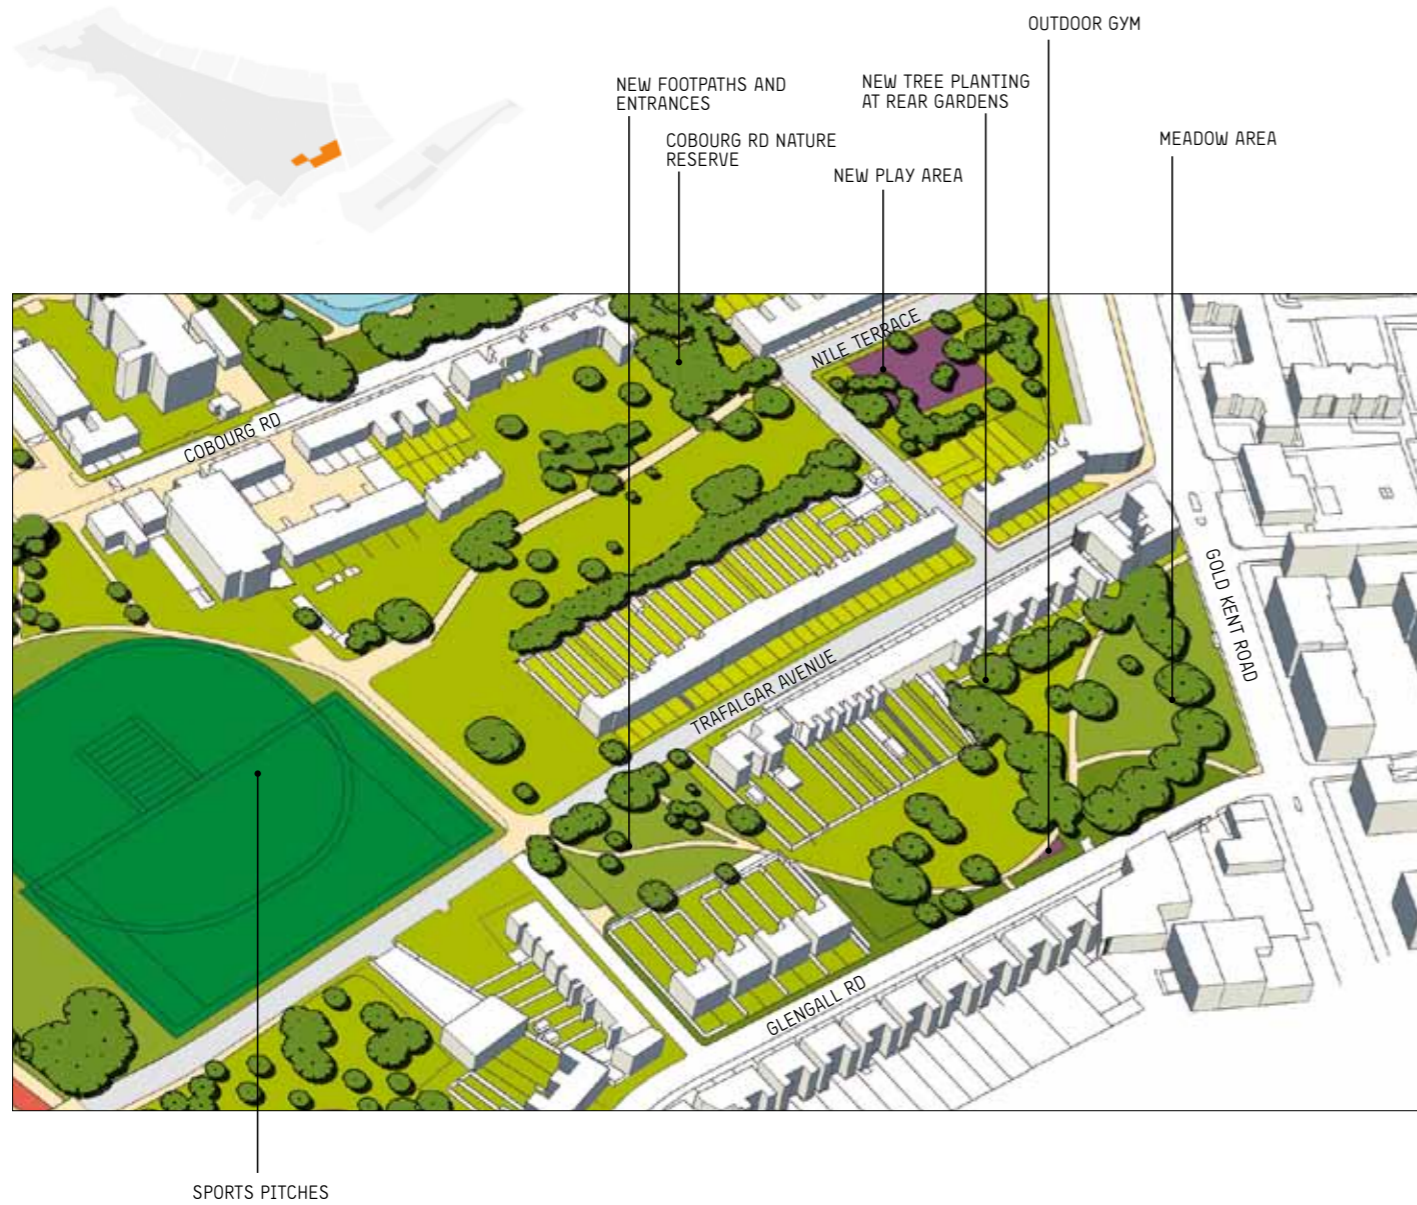 OUTDOOR GYM
NEW FOOTPATHS AND
ENTRANCES
NEW TREE PLANTING
AT REAR GARDENS
COBOURG RD NATURE
RESERVE
MEADOW AREA
NEW PLAY AREA
NILE TERRACE
COBOURG RD
GOLD KENT ROAD
TRAFALGAR AVENUE
GLENGALL RD
SPORTS PITCHES